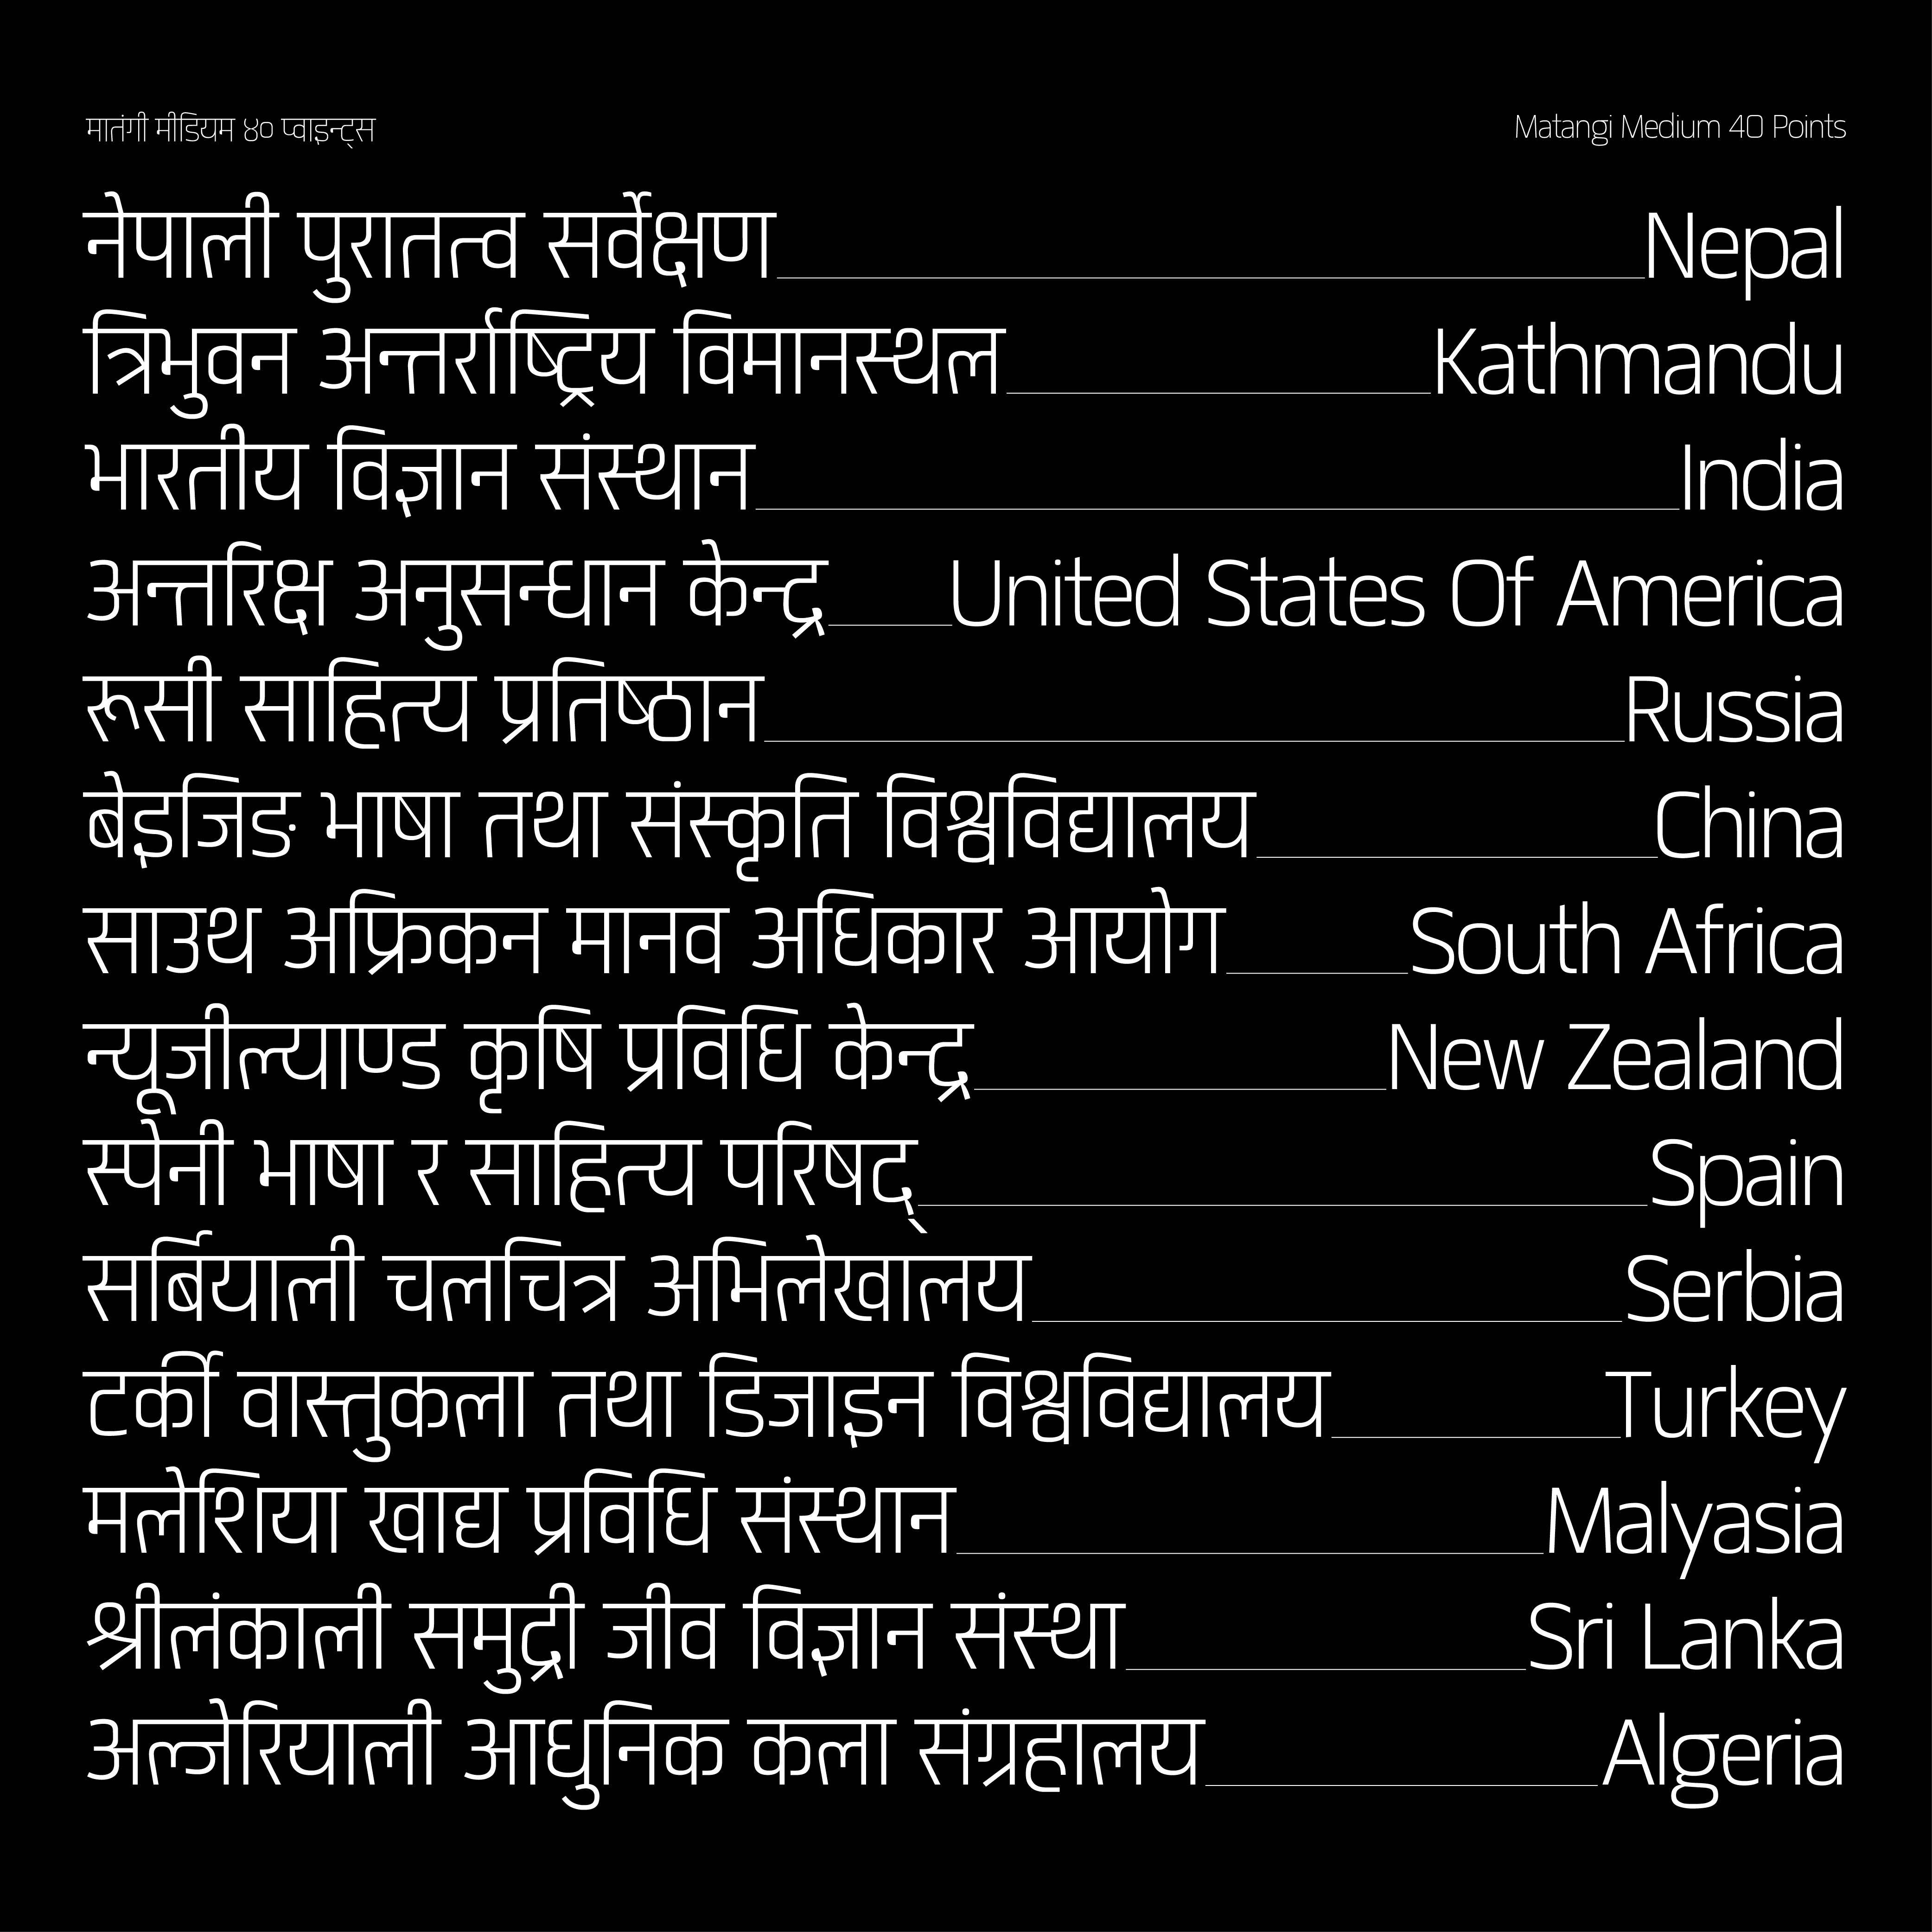 मातंगी मीडियम ४० प्वाइन्ट्स Matangi Medium 40 Points
नेपाली पुरातत्व सर्वेक्षण Nepal
त्रिभुवन अन्तर्राष्ट्रिय विमानस्थल Kathmandu
भारतीय विज्ञान संस्थान India
अन्तरिक्ष अनुसन्धान केन्द्र United States Of America
रूसी साहित्य प्रतिष्ठान Russia
बेइजिङ भाषा तथा संस्कृति विश्वविद्यालय China
साउथ अफ्रिकन मानव अधिकार आयोग South Africa
न्यूजील्याण्ड कृषि प्रविधि केन्द्र New Zealand
स्पेनी भाषा र साहित्य परिषद् Spain
सर्बियाली चलचित्र अभिलेखालय Serbia
टर्की वास्तुकला तथा डिजाइन विश्वविद्यालय Turkey
मलेशिया खाद्य प्रविधि संस्थान Malyasia
श्रीलंकाली समुद्री जीव विज्ञान संस्था Sri Lanka
अल्जेरियाली आधुनिक कला संग्रहालय Algeria